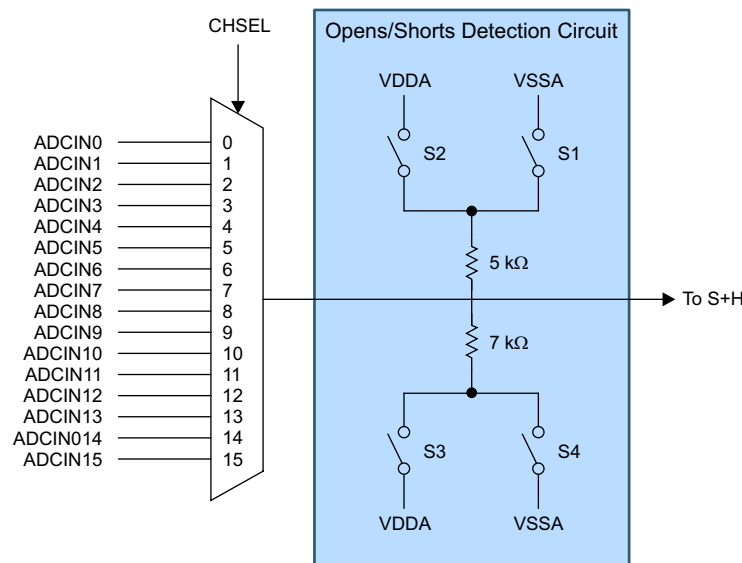 CHSEL
Opens/Shorts Detection Circuit
VDDA
VSSA
S2
S1
ADCIN0 0
ADCIN1 1
ADCIN2 2
ADCIN3 3
ADCIN4 4
ADCIN5 5
ADCIN6 6
ADCIN7 7
ADCIN8 8
ADCIN9 9
ADCIN10 10
ADCIN11 11
ADCIN12 12
ADCIN13 13
ADCIN014 14
ADCIN15 15
5 kΩ
To S+H
7 kΩ
S3
S4
VDDA
VSSA